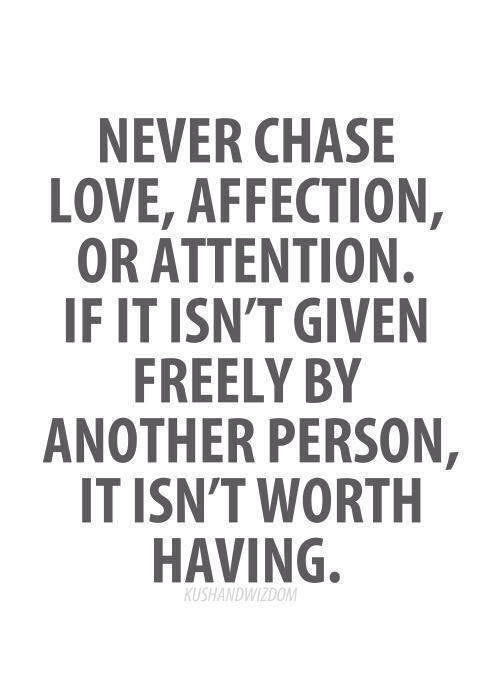 NEVER CHASE
LOVE, AFFECTION,
OR ATTENTION.
IF IT ISN'T GIVEN
FREELY BY
ANOTHER PERSON,
IT ISN'T WORTH
HAVING.
KUSHANDWIZDOM